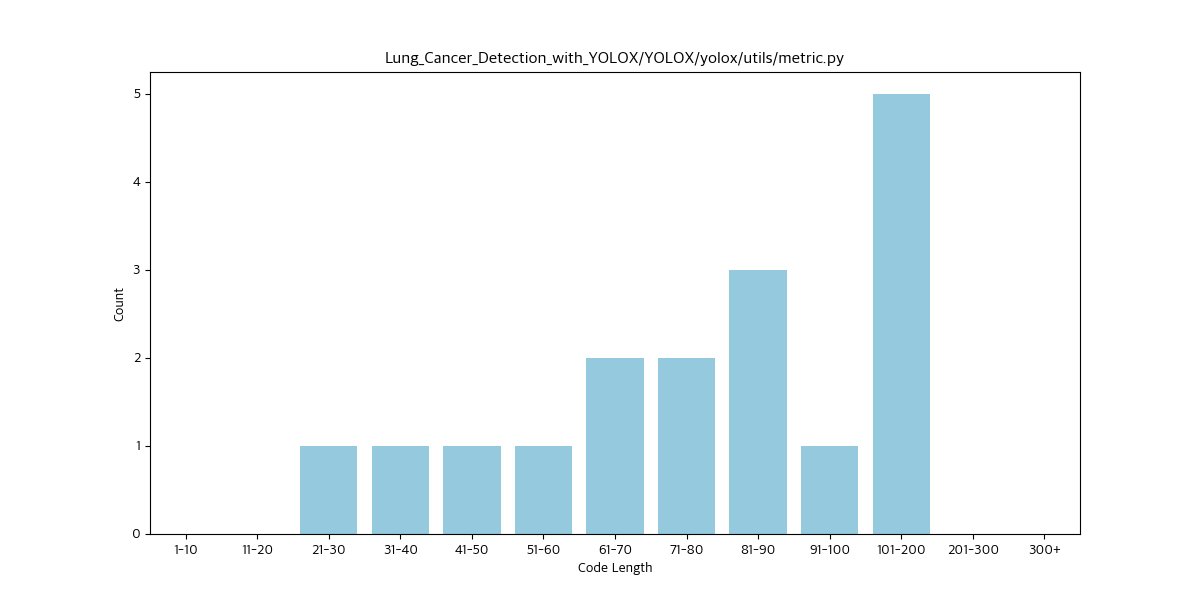 Lung_Cancer_Detection_with_YOLOX/YOLOX/yolox/utils/metric.py
5
4
3
2
1
0
Count
1-10 11-20 21-30 31-40 41-50 51-60 61-70 71-80 81-90 91-100 101-200 201-300 300+
Code Length